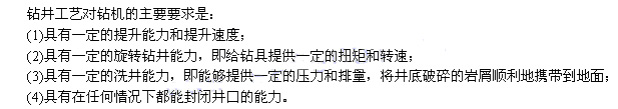 钻井工艺对钻机的主要要求是:
(1)具有一定的提升能力和提升速度;
(2)具有一定的旋转钻井能力，即给钻具提供一定的扭矩和转速;
(3)具有一定的洗井能力，即能够提供一定的压力和排量，将井底破碎的岩屑顺利地携带到地面;
(4)具有在任何情况下都能封闭井口的能力。